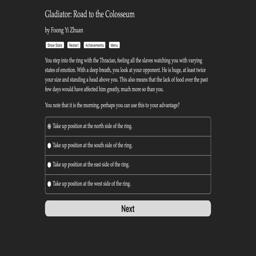 Gladiator: Road to the Colosseum
by Foong Yi Zhuan
Show Stats Restart Achievements Menu
You step into the ring with the Thracian, feeling all the slaves watching you with varying
states of emotion. With a deep breath, you look at your opponent. He is huge, at least twice
your size and standing a head above you. This also means that the lack of food over the past
few days would have affected him greatly, much more so than you.
You note that it is the morning, perhaps you can use this to your advantage?
Take up position at the north side of the ring.
Take up position at the south side of the ring.
Take up position at the east side of the ring.
Take up position at the west side of the ring.
Next